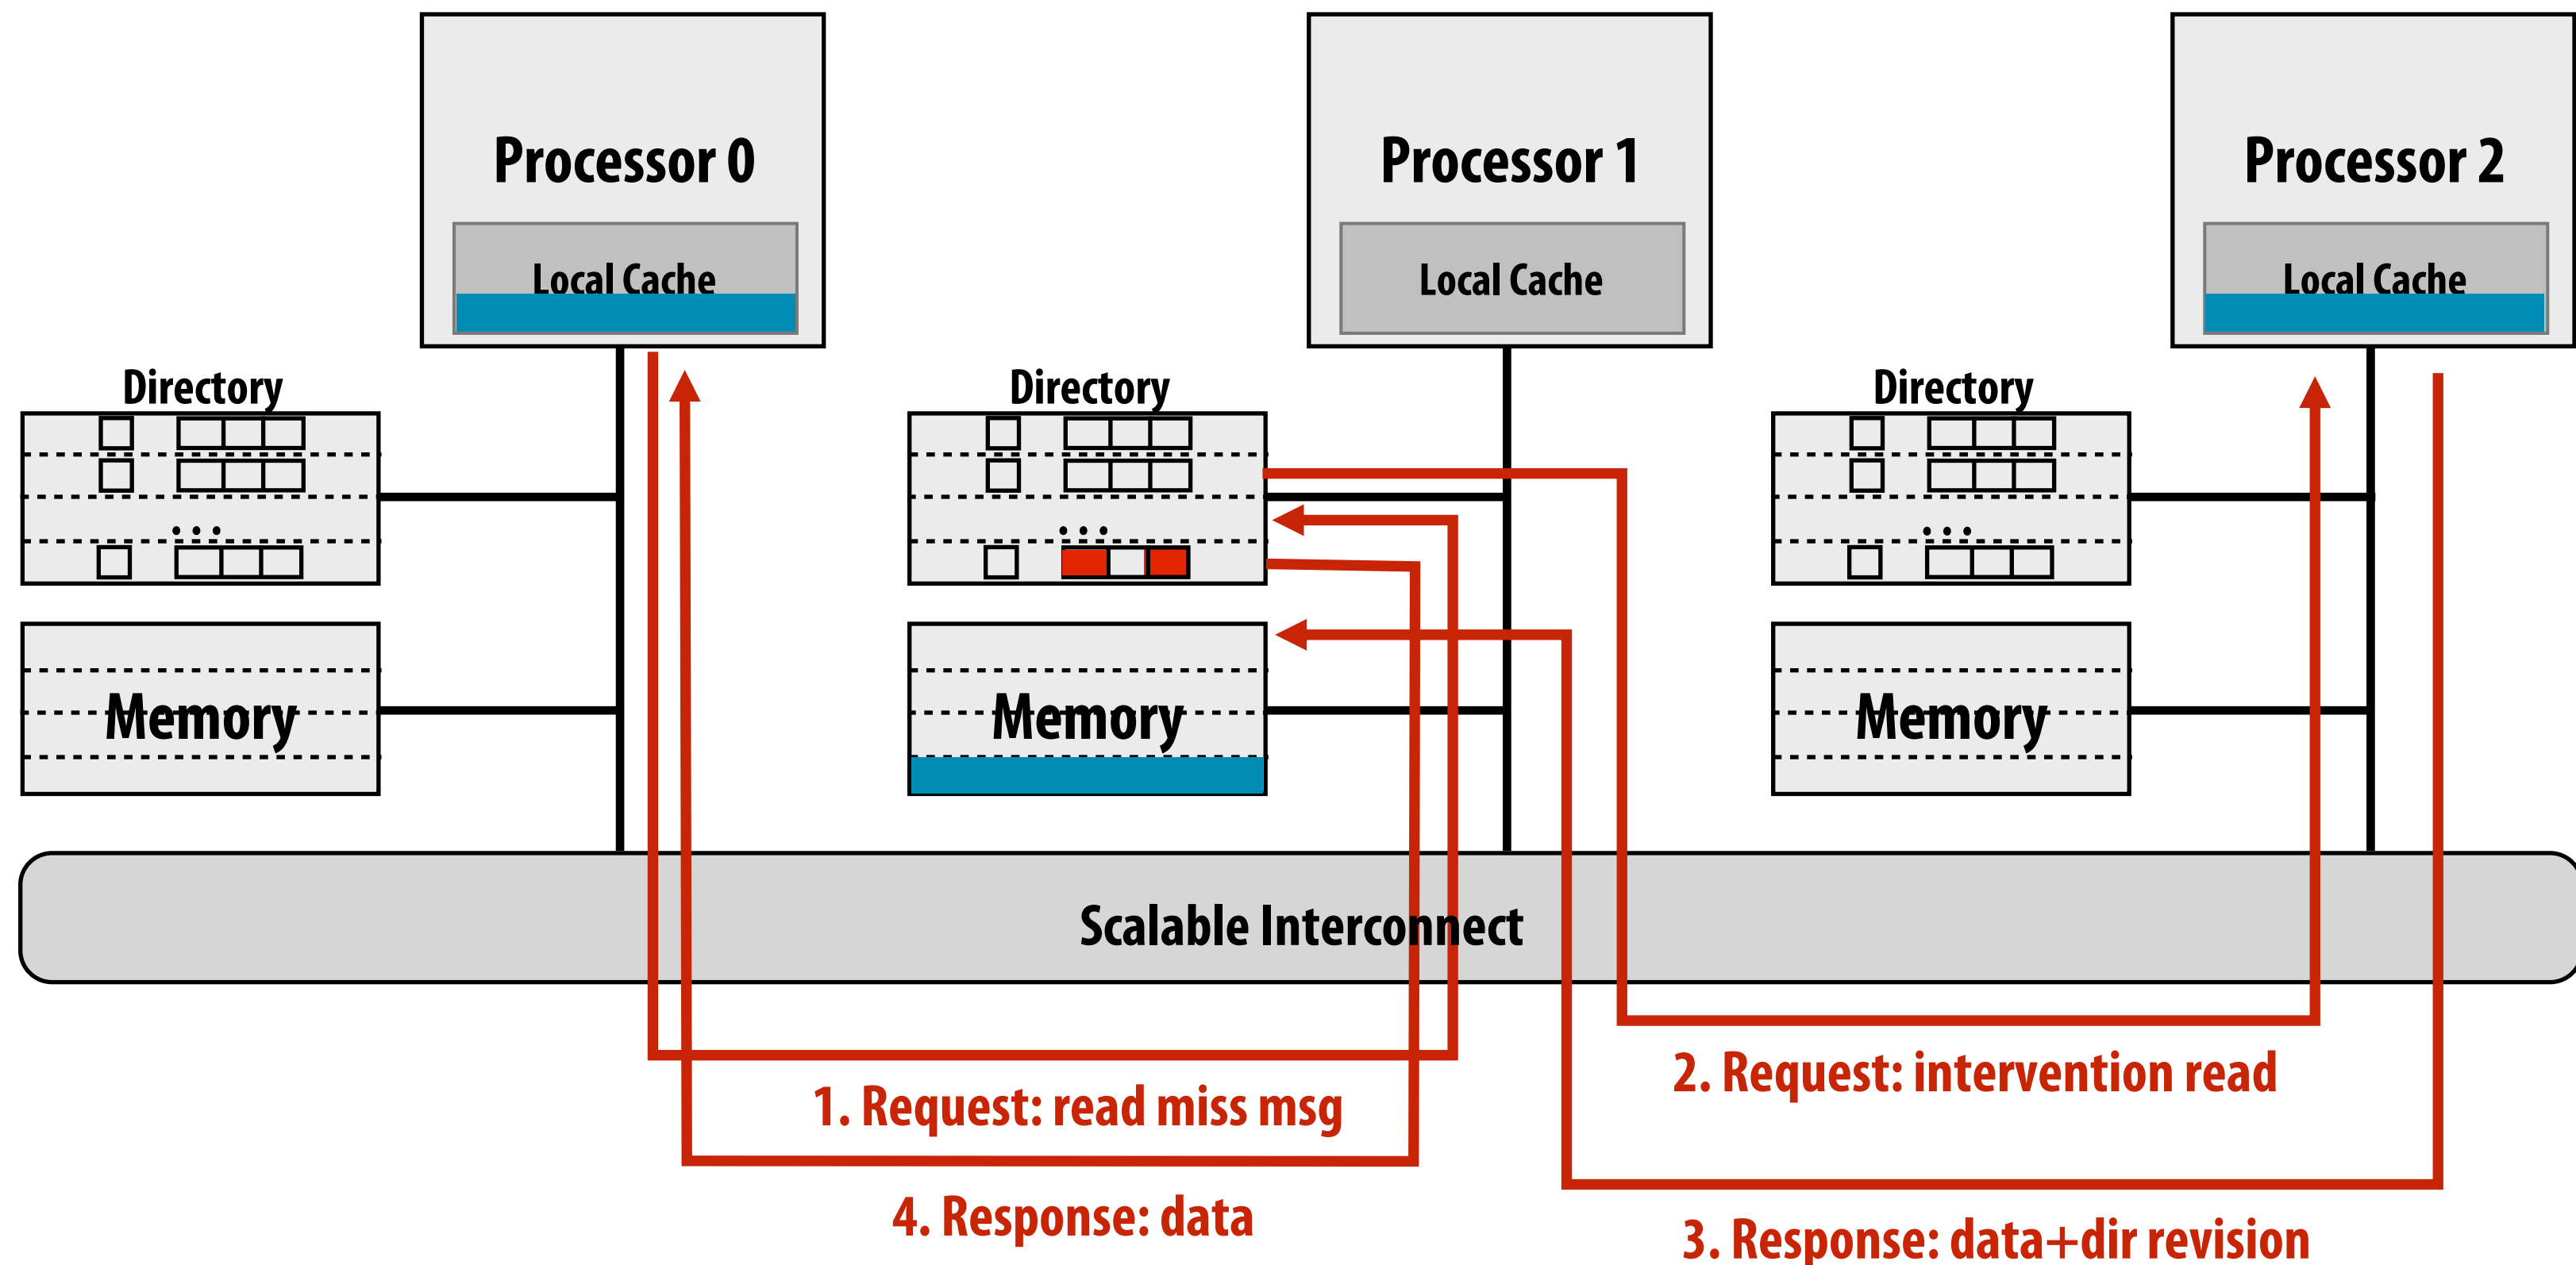 Processor 0
Processor 1
Processor 2
Local Cache
Local Cache
Local Cache
Directory
Directory
Directory
• • •
• • •
• • •
Memory
Memory
Memory
Scalable Interconnect
1. Request: read miss msg
2. Request: intervention read
4. Response: data
3. Response: data+dir revision